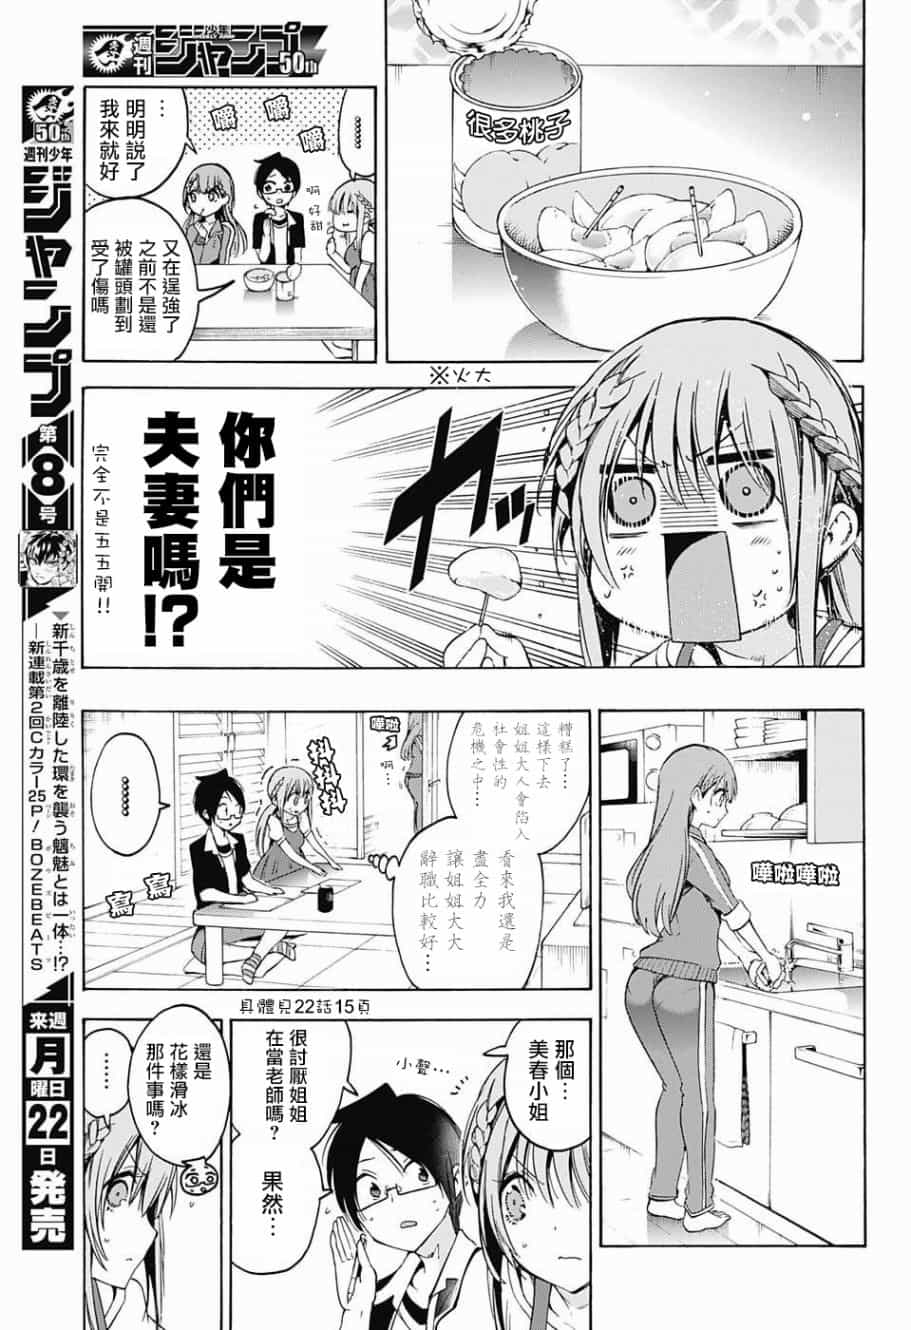 很多桃子
…
明明說了
我來就好
嚼
嚼
嚼
……
啊
好
甜
又在逞強了
之前不是還
被罐頭劃到
受了傷嗎
※火大
ガッ
你們是
夫妻嗎!?
完全不是五五開!!
嘩啦嘩啦
糟糕了…
這樣下去
姐姐大人會陷入
社會性的
危機之中…
看來我還是
盡全力
讓姐姐大大
辭職比較好…
嘩啦
啊…
抖抖
……
寫
寫
具體見22話15頁
那個…
美春小姐
小聲…
很討厭姐姐
在當老師嗎?
果然…
還是
花樣滑冰
那件事嗎?
……
週刊
少年
ジャンプ
50th
50th
週刊少年
ジャンプ
第
8
号
▼新千歳を離陸した環を襲う魑魅とは一体…!?
―新連載第2回Cカラー25P! BOZEBEATS
来週
月
曜日
22
日
発売